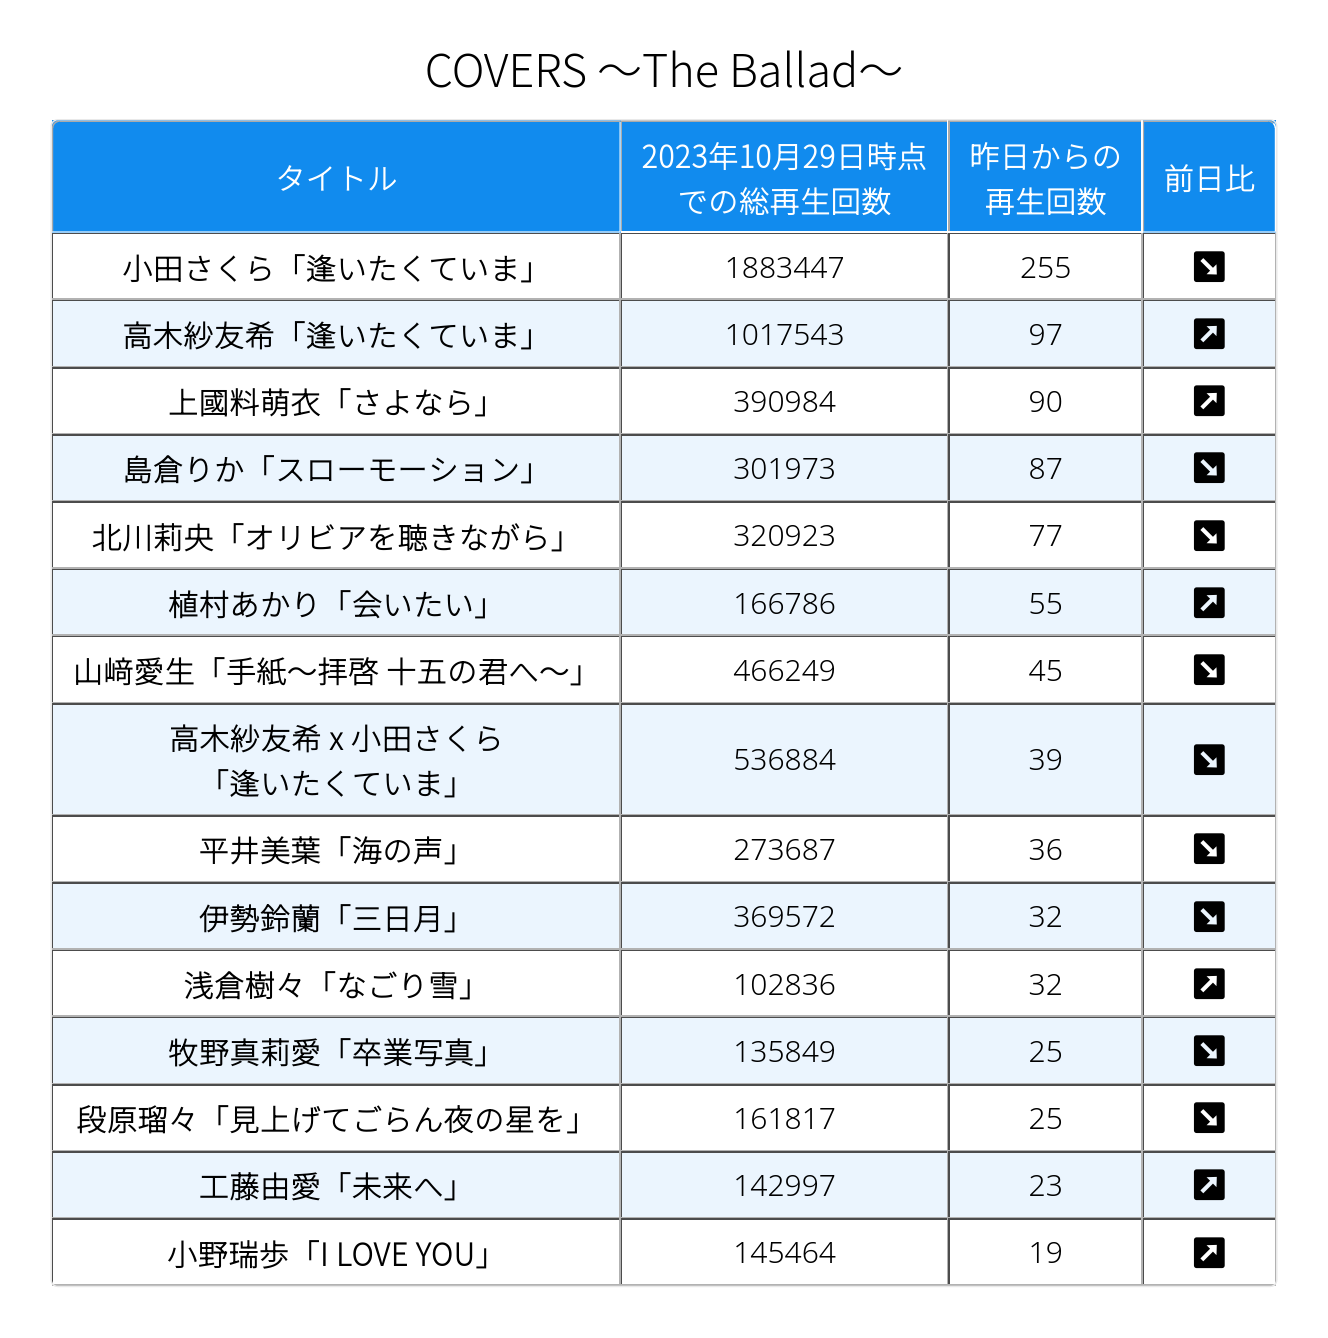 COVERS ～The Ballad～
タイトル
2023年10月29日時点
での総再生回数
昨日からの
再生回数
前日比
小田さくら「逢いたくていま」 1883447 255
高木紗友希「逢いたくていま」 1017543 97
上國料萌衣「さよなら」 390984 90
島倉りか「スローモーション」 301973 87
北川莉央「オリビアを聴きながら」 320923 77
植村あかり「会いたい」 166786 55
山﨑愛生「手紙～拝啓 十五の君へ～」 466249 45
高木紗友希 x 小田さくら
「逢いたくていま」 536884 39
平井美葉「海の声」 273687 36
伊勢鈴蘭「三日月」 369572 32
浅倉樹々「なごり雪」 102836 32
牧野真莉愛「卒業写真」 135849 25
段原瑠々「見上げてごらん夜の星を」 161817 25
工藤由愛「未来へ」 142997 23
小野瑞歩「I LOVE YOU」 145464 19